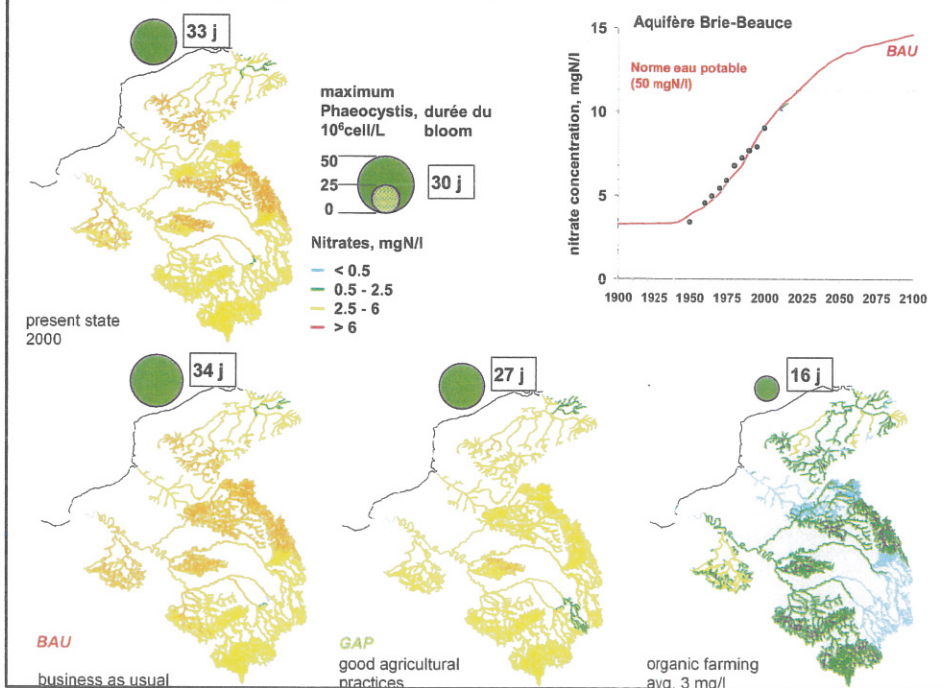 33 j
maximum
Phaeocystis, durée du
10⁶cell/L bloom
50
25
0
30 j
Nitrates, mgN/l
< 0.5
0.5 - 2.5
2.5 - 6
> 6
present state
2000
Aquifère Brie-Beauce
BAU
Norme eau potable
(50 mgN/l)
nitrate concentration, mgN/l
15
10
5
0
1900 1925 1950 1975 2000 2025 2050 2075 2100
34 j
BAU
business as usual
27 j
GAP
good agricultural
practices
16 j
organic farming
avg. 3 mg/l